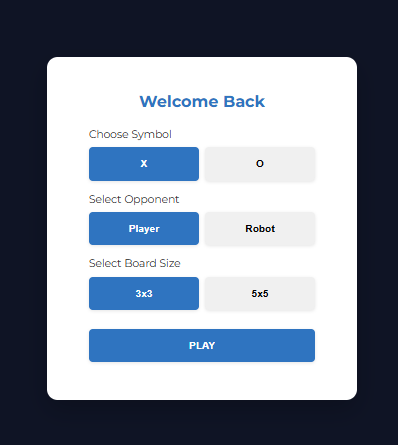 Welcome Back
Choose Symbol
X O
Select Opponent
Player Robot
Select Board Size
3x3 5x5
PLAY